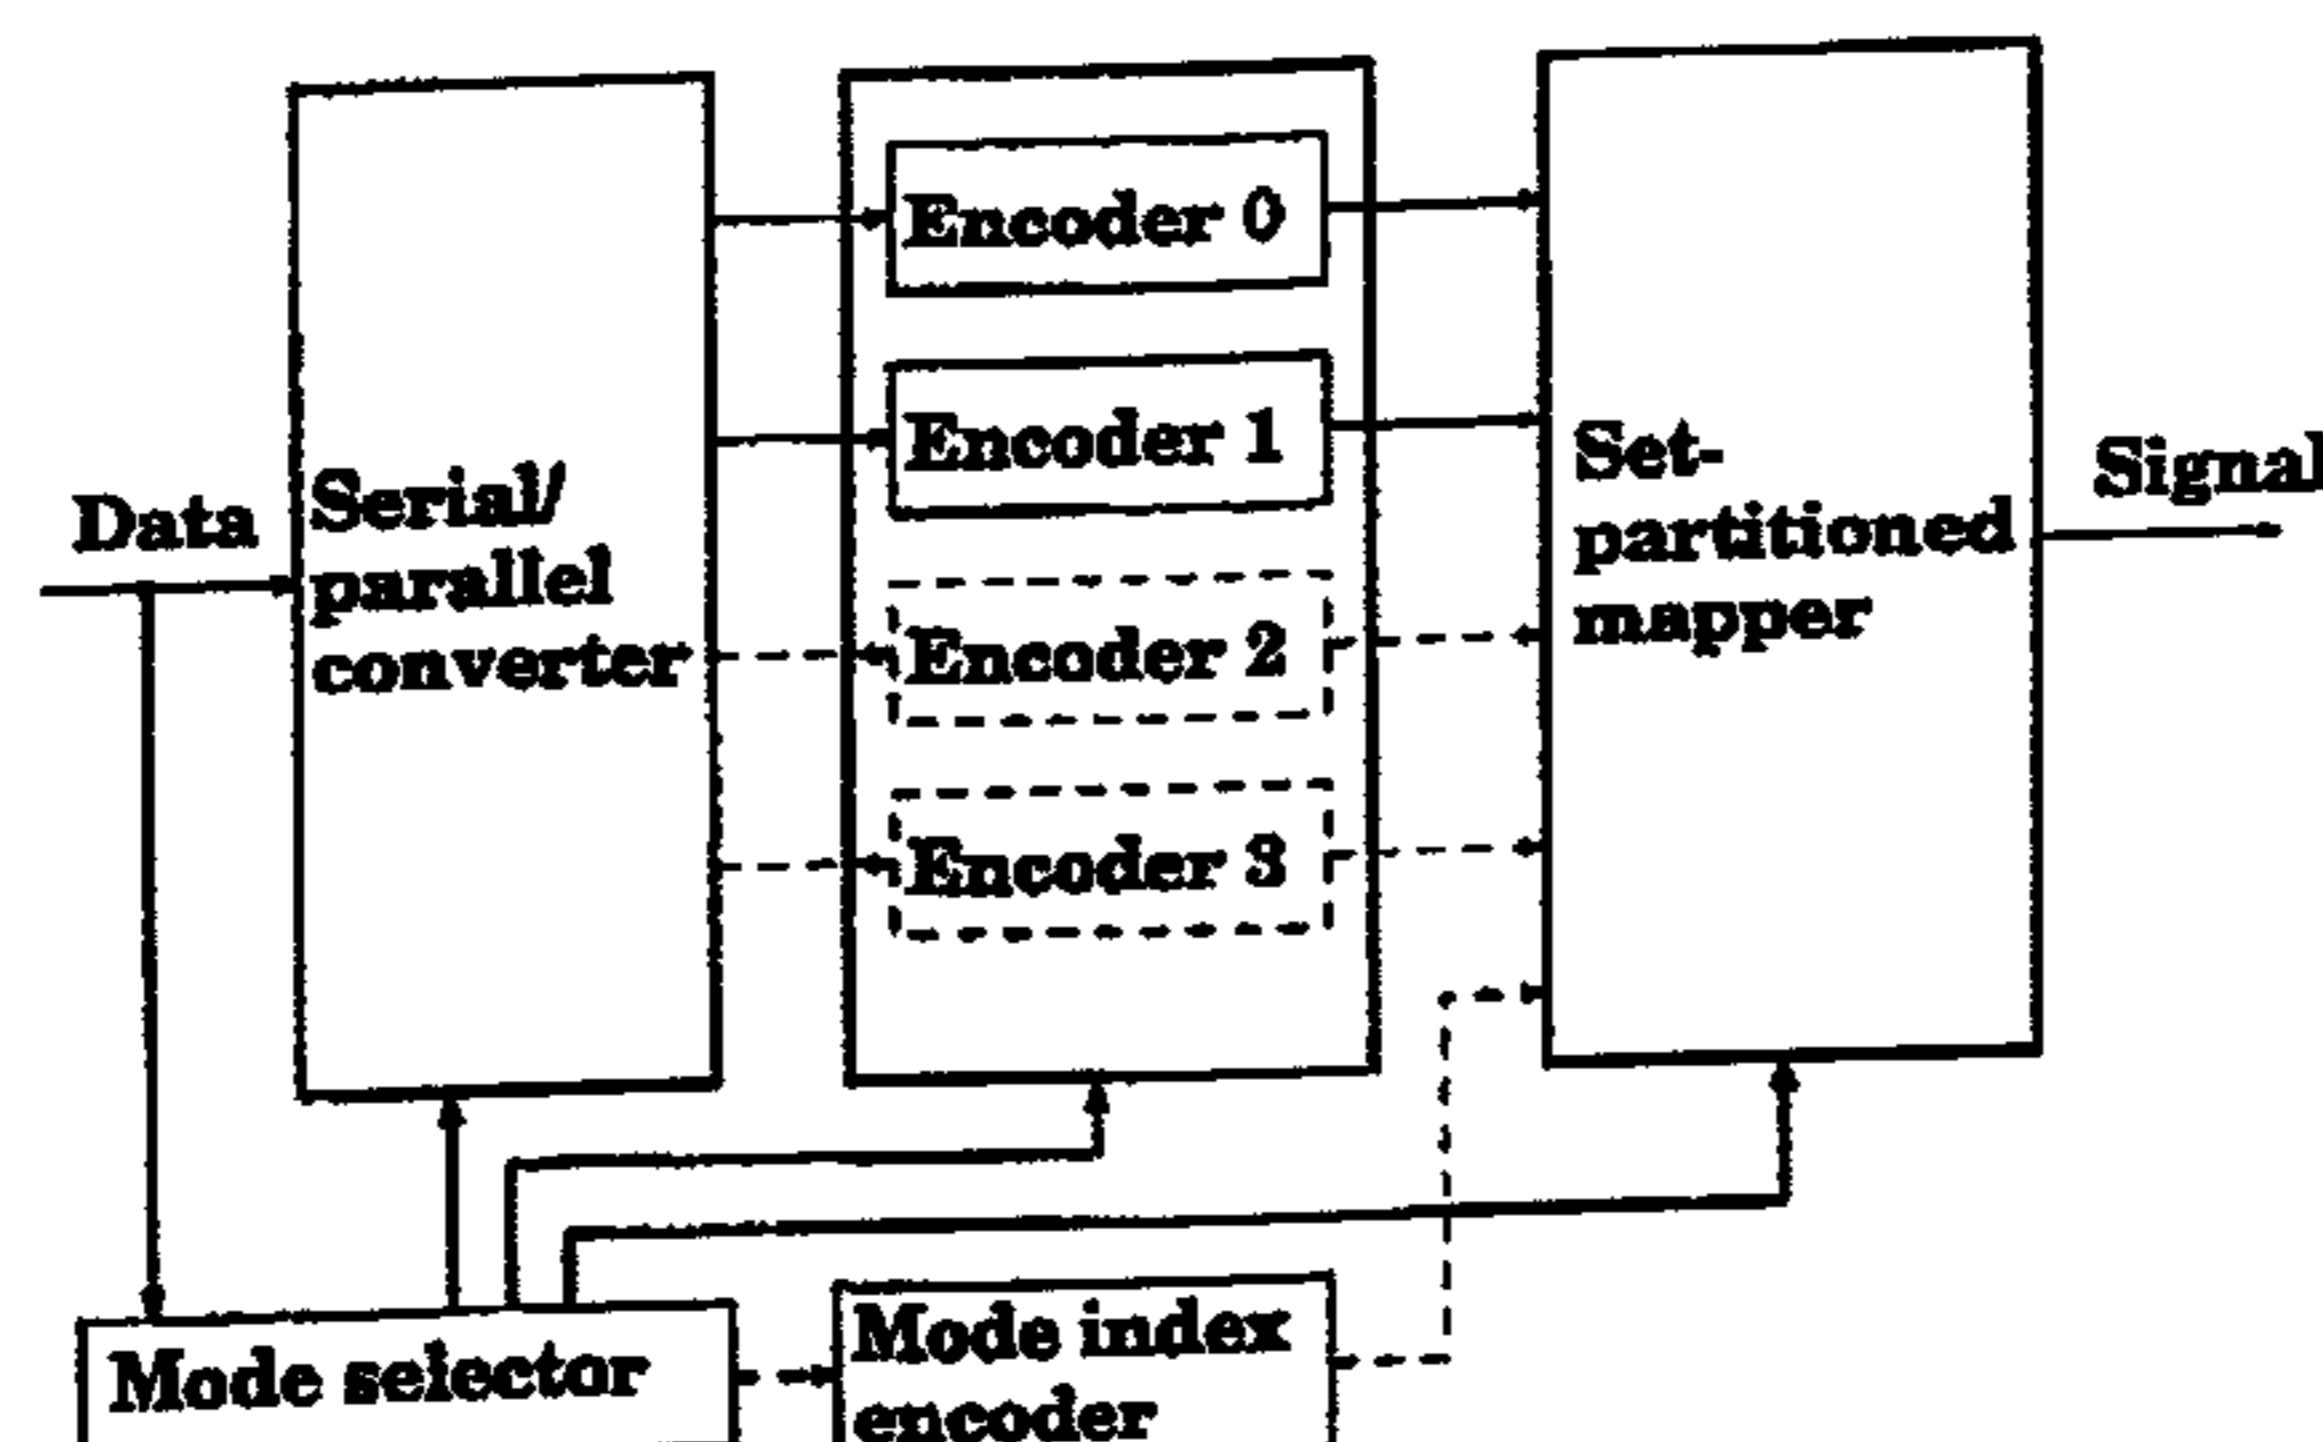 Data
Serial/
parallel
converter
Encoder 0
Encoder 1
Encoder 2
Encoder 3
Set-
partitioned
mapper
Signal
Mode selector
Mode index
encoder